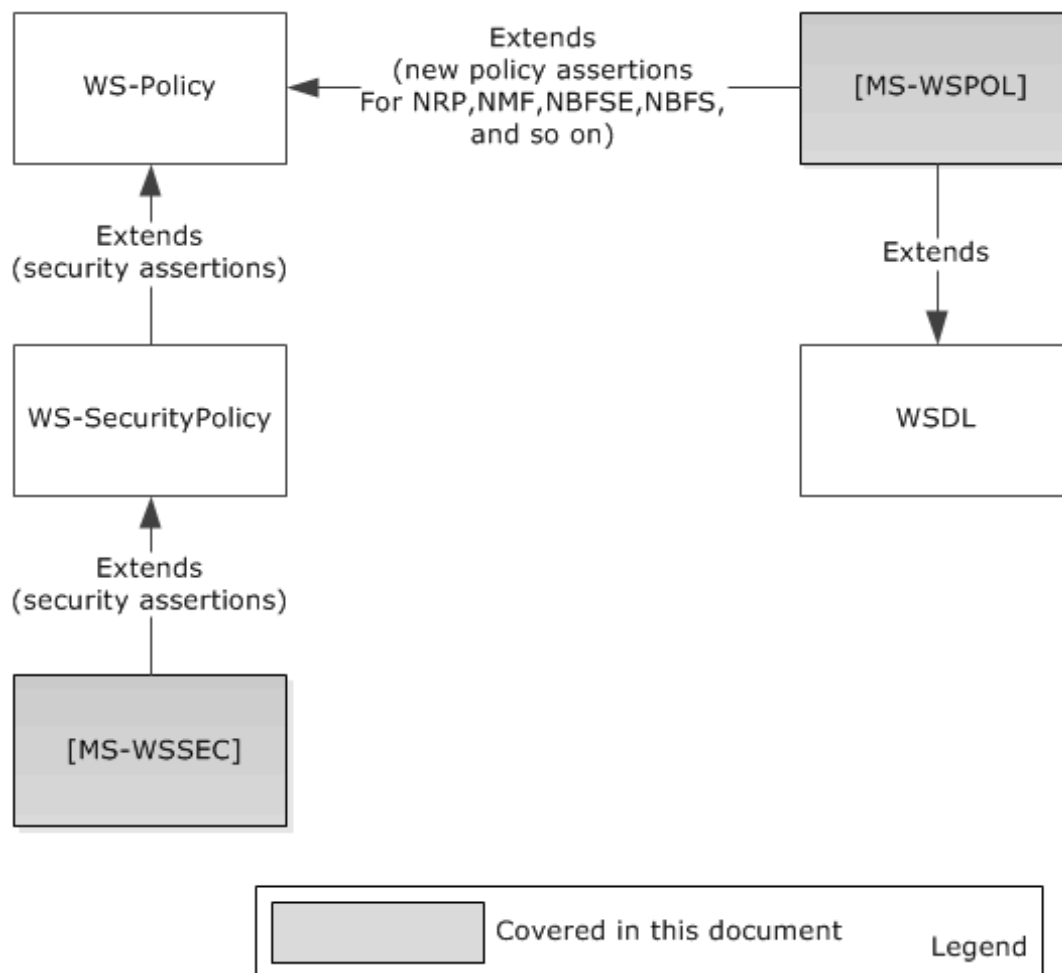 WS-Policy
Extends
(new policy assertions
For NRP,NMF,NBFSE,NBFS,
and so on)
[MS-WSPOL]
Extends
(security assertions)
Extends
WS-SecurityPolicy
WSDL
Extends
(security assertions)
[MS-WSSEC]
Covered in this document
Legend